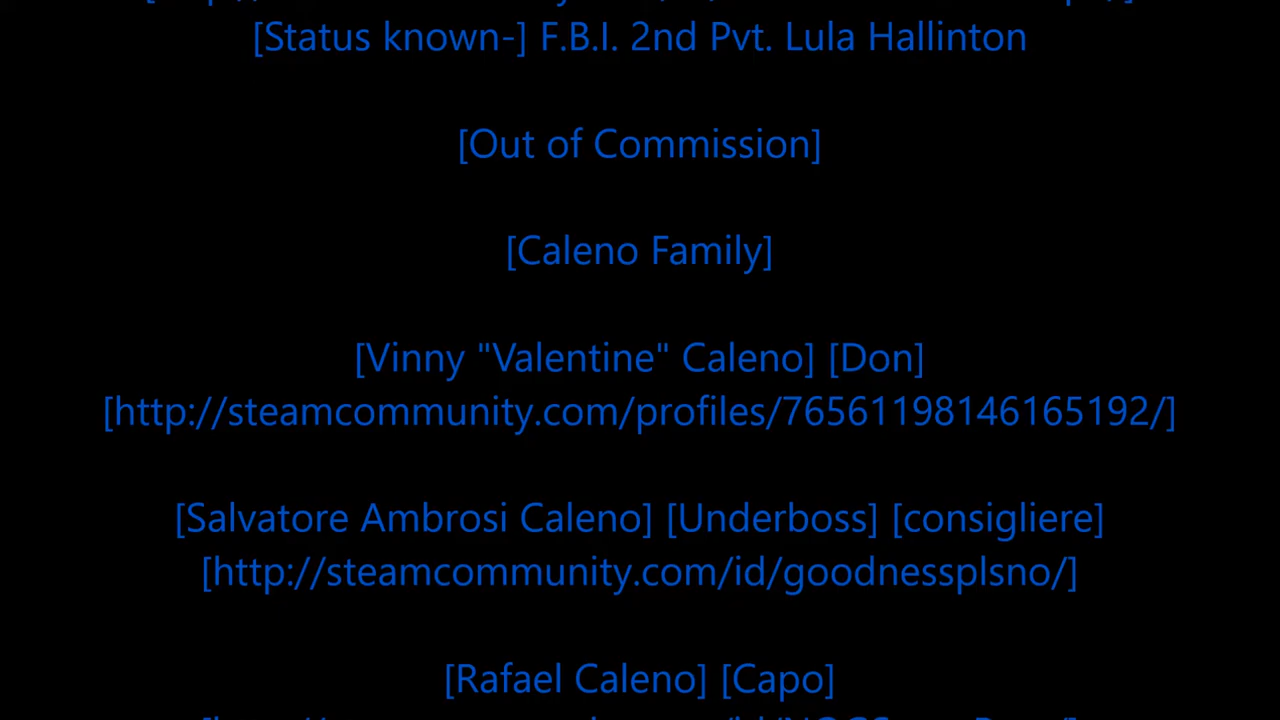 [Status known-] F.B.I. 2nd Pvt. Lula Hallinton
[Out of Commission]
[Caleno Family]
[Vinny "Valentine" Caleno] [Don]
[http://steamcommunity.com/profiles/76561198146165192/]
[Salvatore Ambrosi Caleno] [Underboss] [consigliere]
[http://steamcommunity.com/id/goodnessplsno/]
[Rafael Caleno] [Capo]